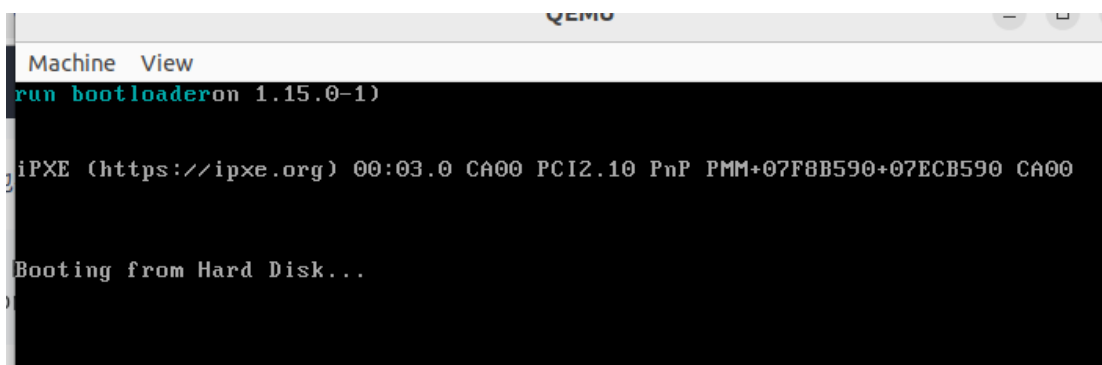 QEMU
Machine View
run bootloaderon 1.15.0-1)
iPXE (https://ipxe.org) 00:03.0 CA00 PCI2.10 PnP PMM+07F8B590+07ECB590 CA00
Booting from Hard Disk...